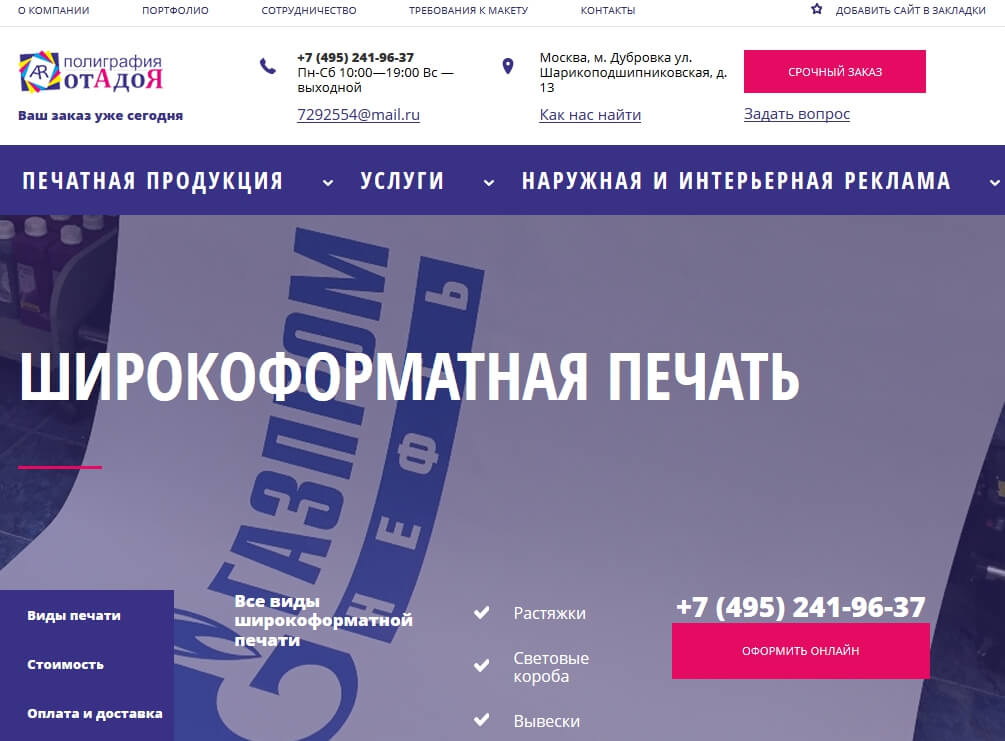 О КОМПАНИИ
ПОРТФОЛИО
СОТРУДНИЧЕСТВО
ТРЕБОВАНИЯ К МАКЕТУ
КОНТАКТЫ
ДОБАВИТЬ САЙТ В ЗАКЛАДКИ
AR
полиграфия
отАдоЯ
Ваш заказ уже сегодня
+7 (495) 241-96-37
Пн-Сб 10:00—19:00 Вс —
выходной
7292554@mail.ru
Москва, м. Дубровка ул.
Шарикоподшипниковская, д.
13
Как нас найти
СРОЧНЫЙ ЗАКАЗ
Задать вопрос
ПЕЧАТНАЯ ПРОДУКЦИЯ
УСЛУГИ
НАРУЖНАЯ И ИНТЕРЬЕРНАЯ РЕКЛАМА
ГАЗПРОМ
НЕФТЬ
ШИРОКОФОРМАТНАЯ ПЕЧАТЬ
Виды печати
Стоимость
Оплата и доставка
Все виды
широкоформатной
печати
Растяжки
Световые
короба
Вывески
+7 (495) 241-96-37
ОФОРМИТЬ ОНЛАЙН